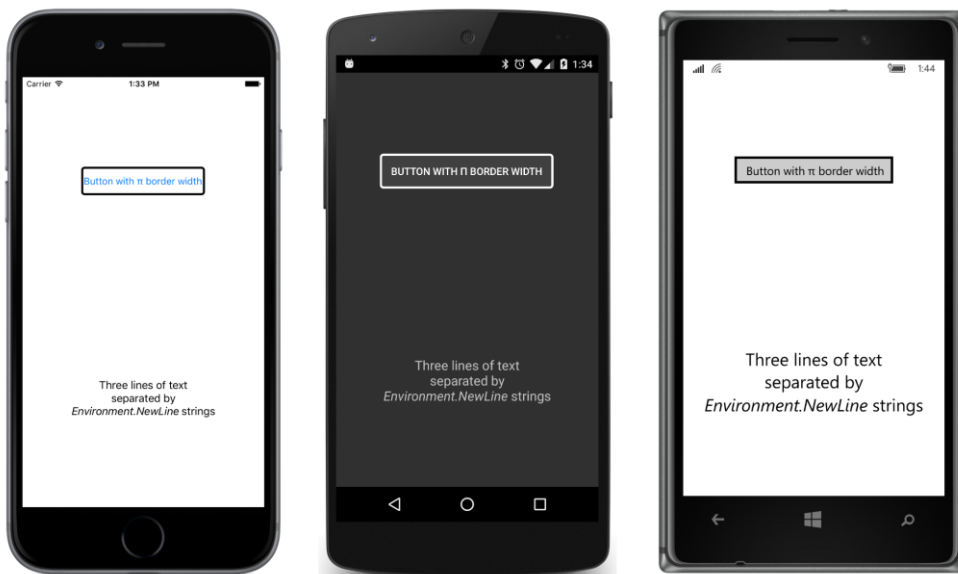 Carrier
1:33 PM
Button with π border width
Three lines of text
separated by
Environment.NewLine strings
1:34
BUTTON WITH Π BORDER WIDTH
Three lines of text
separated by
Environment.NewLine strings
1:44
Button with π border width
Three lines of text
separated by
Environment.NewLine strings